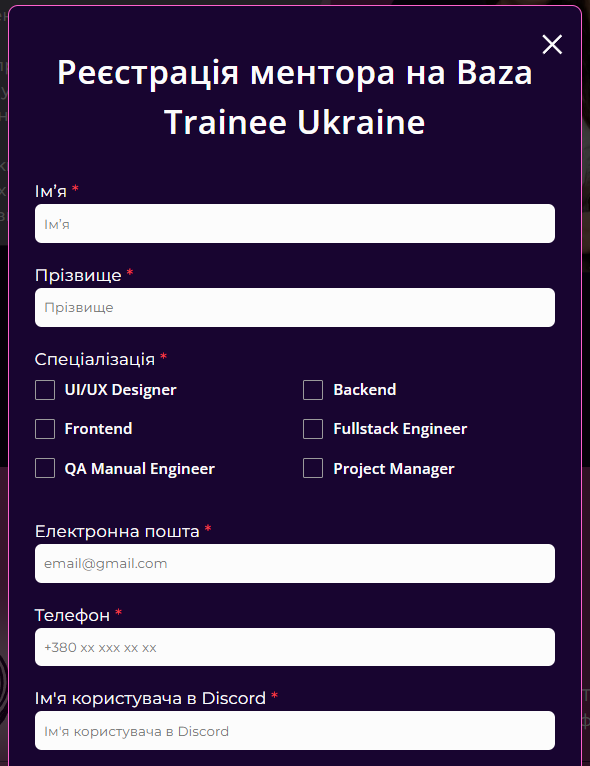 Реєстрація ментора на Baza
Trainee Ukraine
Ім’я *
Ім’я
Прізвище *
Прізвище
Спеціалізація *
UI/UX Designer
Backend
Frontend
Fullstack Engineer
QA Manual Engineer
Project Manager
Електронна пошта *
email@gmail.com
Телефон *
+380 xx xxx xx xx
Ім'я користувача в Discord *
Ім'я користувача в Discord